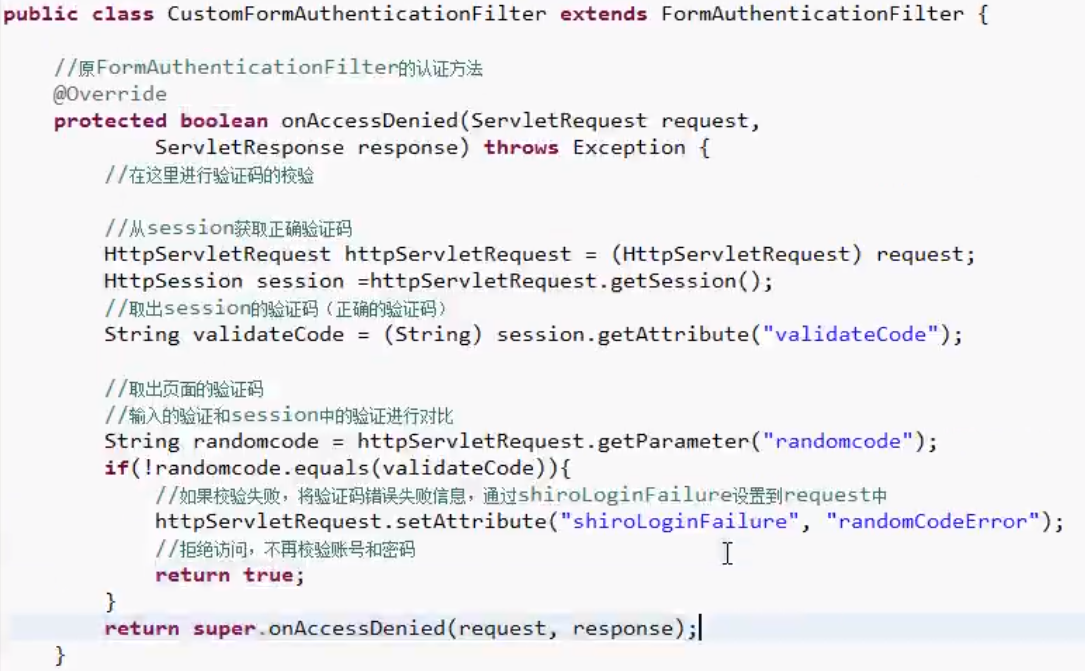 public class CustomFormAuthenticationFilter extends FormAuthenticationFilter {
//原FormAuthenticationFilter的认证方法
@Override
protected boolean onAccessDenied(ServletRequest request,
ServletResponse response) throws Exception {
//在这里进行验证码的校验
//从session获取正确验证码
HttpServletRequest httpServletRequest = (HttpServletRequest) request;
HttpSession session =httpServletRequest.getSession();
//取出session的验证码（正确的验证码）
String validateCode = (String) session.getAttribute("validateCode");
//取出页面的验证码
//输入的验证和session中的验证进行对比
String randomcode = httpServletRequest.getParameter("randomcode");
if(!randomcode.equals(validateCode)){
//如果校验失败，将验证码错误失败信息，通过shiroLoginFailure设置到request中
httpServletRequest.setAttribute("shiroLoginFailure", "randomCodeError");
//拒绝访问，不再校验账号和密码
return true;
}
return super.onAccessDenied(request, response);
}